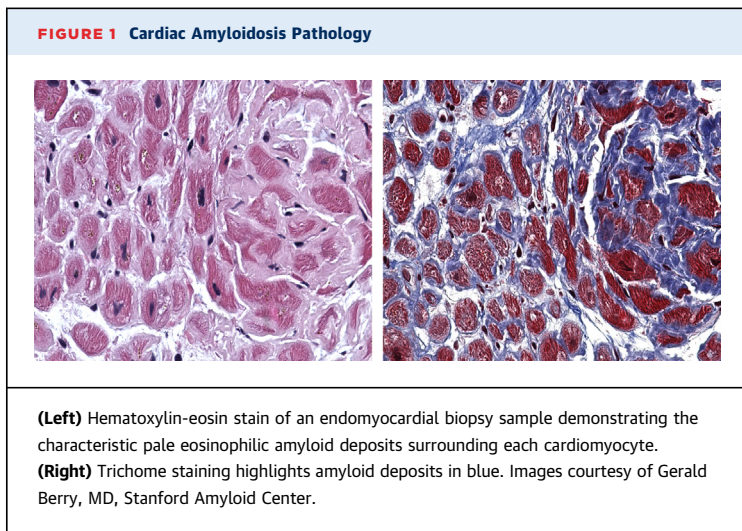 FIGURE 1 Cardiac Amyloidosis Pathology
(Left) Hematoxylin-eosin stain of an endomyocardial biopsy sample demonstrating the
characteristic pale eosinophilic amyloid deposits surrounding each cardiomyocyte.
(Right) Trichome staining highlights amyloid deposits in blue. Images courtesy of Gerald
Berry, MD, Stanford Amyloid Center.